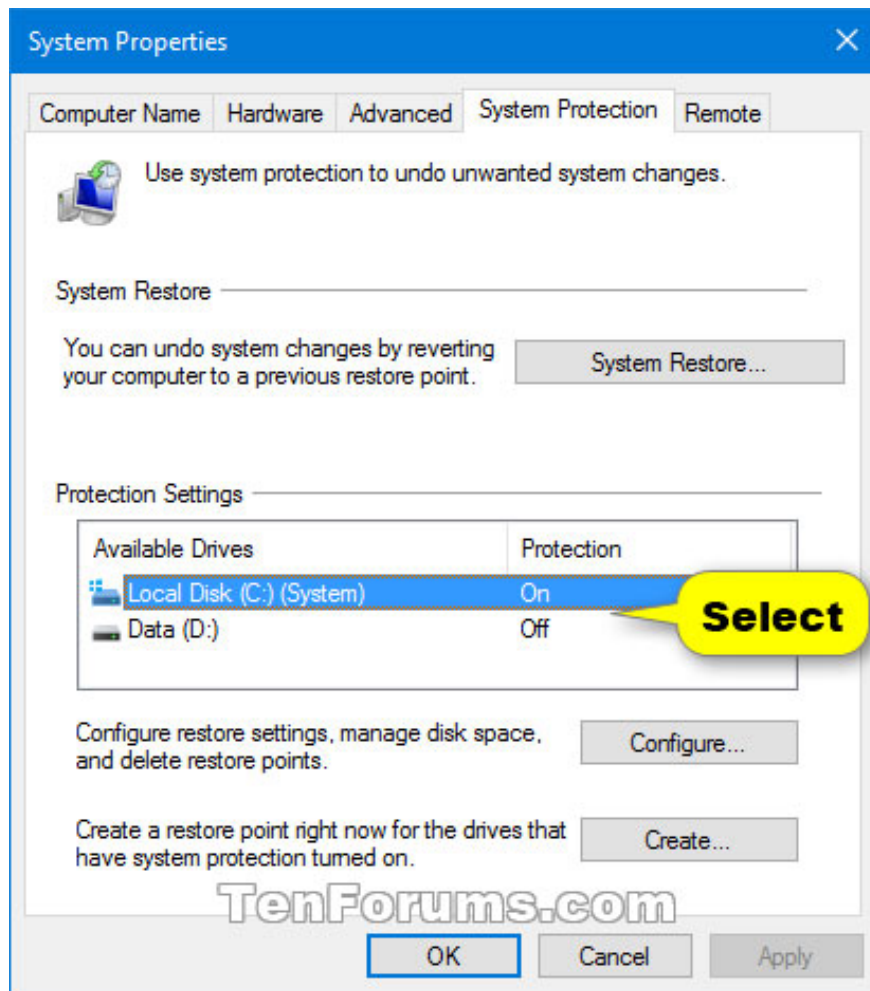 System Properties
Computer Name Hardware Advanced System Protection Remote
Use system protection to undo unwanted system changes.
System Restore
You can undo system changes by reverting
your computer to a previous restore point.
System Restore...
Protection Settings
Available Drives Protection
Local Disk (C:) (System) On
Data (D:) Off
Select
Configure restore settings, manage disk space,
and delete restore points.
Configure...
Create a restore point right now for the drives that
have system protection turned on.
Create...
TenForums.com
OK Cancel Apply